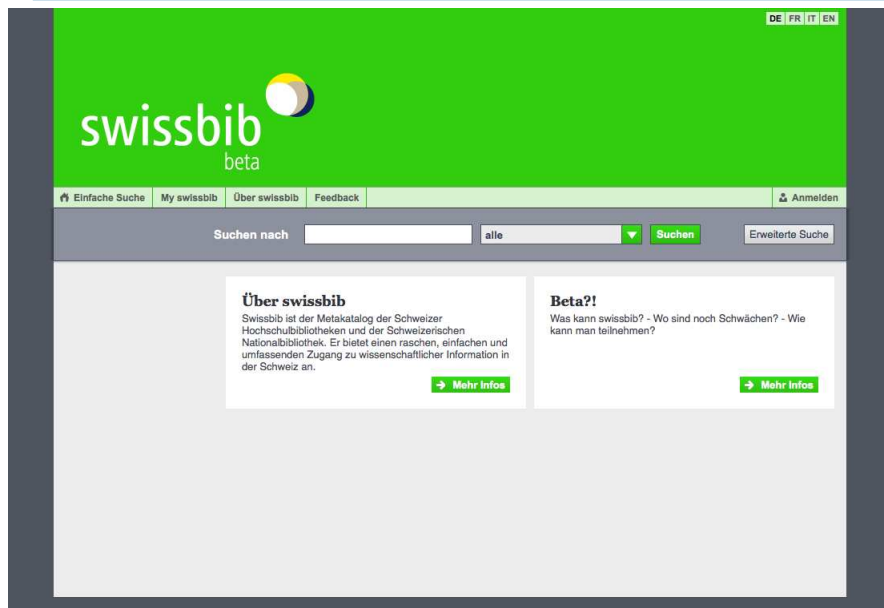 DE FR IT EN
swissbib
beta
Einfache Suche My swissbib Über swissbib Feedback Anmelden
Suchen nach alle Suchen Erweiterte Suche
Über swissbib
Swissbib ist der Metakatalog der Schweizer
Hochschulbibliotheken und der Schweizerischen
Nationalbibliothek. Er bietet einen raschen, einfachen und
umfassenden Zugang zu wissenschaftlicher Information in
der Schweiz an.
Mehr Infos
Beta?!
Was kann swissbib? - Wo sind noch Schwächen? - Wie
kann man teilnehmen?
Mehr Infos